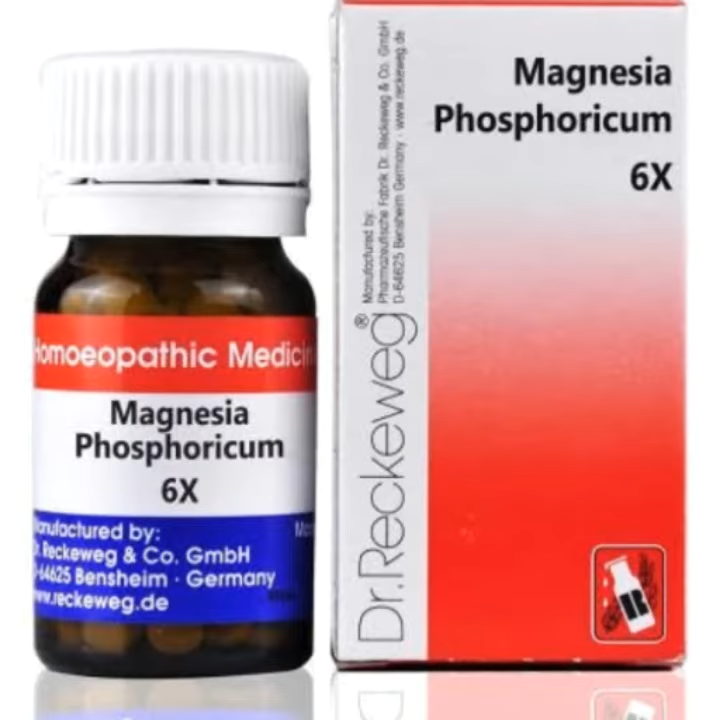 Homoeopathic Medicin
Magnesia
Phosphoricum
6X
Manufactured by:
Dr. Reckeweg & Co. GmbH
D-64625 Bensheim · Germany
www.reckeweg.de
Magnesia
Phosphoricum
6X
Manufactured by:
Pharmazeutische Fabrik Dr. Reckeweg & Co. GmbH
D-64625 Bensheim Germany · www.reckeweg.de
Dr.Reckeweg®
R